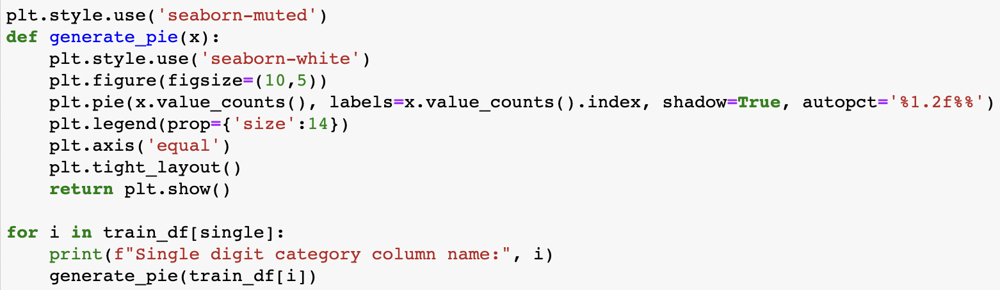 plt.style.use('seaborn-muted')
def generate_pie(x):
    plt.style.use('seaborn-white')
    plt.figure(figsize=(10,5))
    plt.pie(x.value_counts(), labels=x.value_counts().index, shadow=True, autopct='%1.2f%%')
    plt.legend(prop={'size':14})
    plt.axis('equal')
    plt.tight_layout()
    return plt.show()

for i in train_df[single]:
    print(f"Single digit category column name:", i)
    generate_pie(train_df[i])